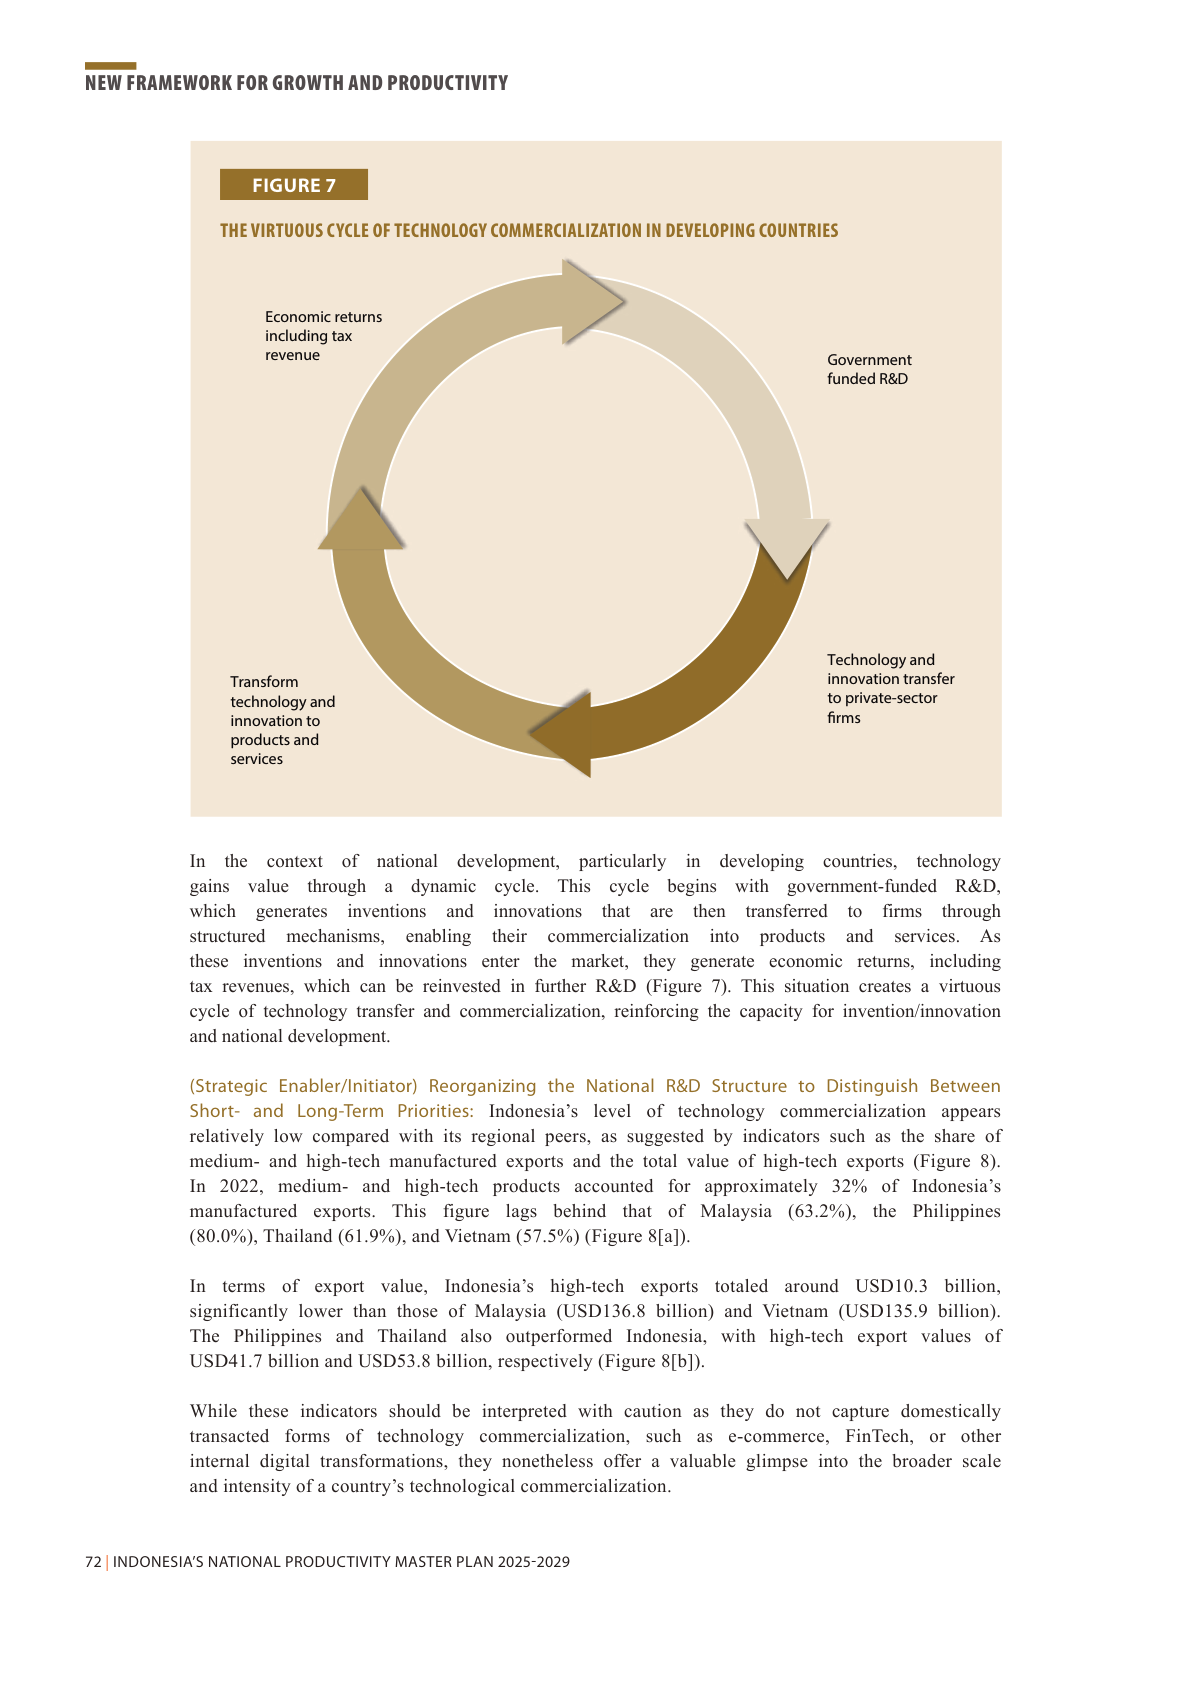 NEW FRAMEWORK FOR GROWTH AND PRODUCTIVITY
FIGURE 7
THE VIRTUOUS CYCLE OF TECHNOLOGY COMMERCIALIZATION IN DEVELOPING COUNTRIES
Economic returns
including tax
revenue
Government
funded R&D
Technology and
innovation transfer
to private-sector
firms
Transform
technology and
innovation to
products and
services
In the context of national development, particularly in developing countries, technology
gains value through a dynamic cycle. This cycle begins with government-funded R&D,
which generates inventions and innovations that are then transferred to firms through
structured mechanisms, enabling their commercialization into products and services. As
these inventions and innovations enter the market, they generate economic returns, including
tax revenues, which can be reinvested in further R&D (Figure 7). This situation creates a virtuous
cycle of technology transfer and commercialization, reinforcing the capacity for invention/innovation
and national development.
(Strategic Enabler/Initiator) Reorganizing the National R&D Structure to Distinguish Between
Short- and Long-Term Priorities: Indonesia’s level of technology commercialization appears
relatively low compared with its regional peers, as suggested by indicators such as the share of
medium- and high-tech manufactured exports and the total value of high-tech exports (Figure 8).
In 2022, medium- and high-tech products accounted for approximately 32% of Indonesia’s
manufactured exports. This figure lags behind that of Malaysia (63.2%), the Philippines
(80.0%), Thailand (61.9%), and Vietnam (57.5%) (Figure 8[a]).
In terms of export value, Indonesia’s high-tech exports totaled around USD10.3 billion,
significantly lower than those of Malaysia (USD136.8 billion) and Vietnam (USD135.9 billion).
The Philippines and Thailand also outperformed Indonesia, with high-tech export values of
USD41.7 billion and USD53.8 billion, respectively (Figure 8[b]).
While these indicators should be interpreted with caution as they do not capture domestically
transacted forms of technology commercialization, such as e-commerce, FinTech, or other
internal digital transformations, they nonetheless offer a valuable glimpse into the broader scale
and intensity of a country’s technological commercialization.
72 | INDONESIA’S NATIONAL PRODUCTIVITY MASTER PLAN 2025-2029